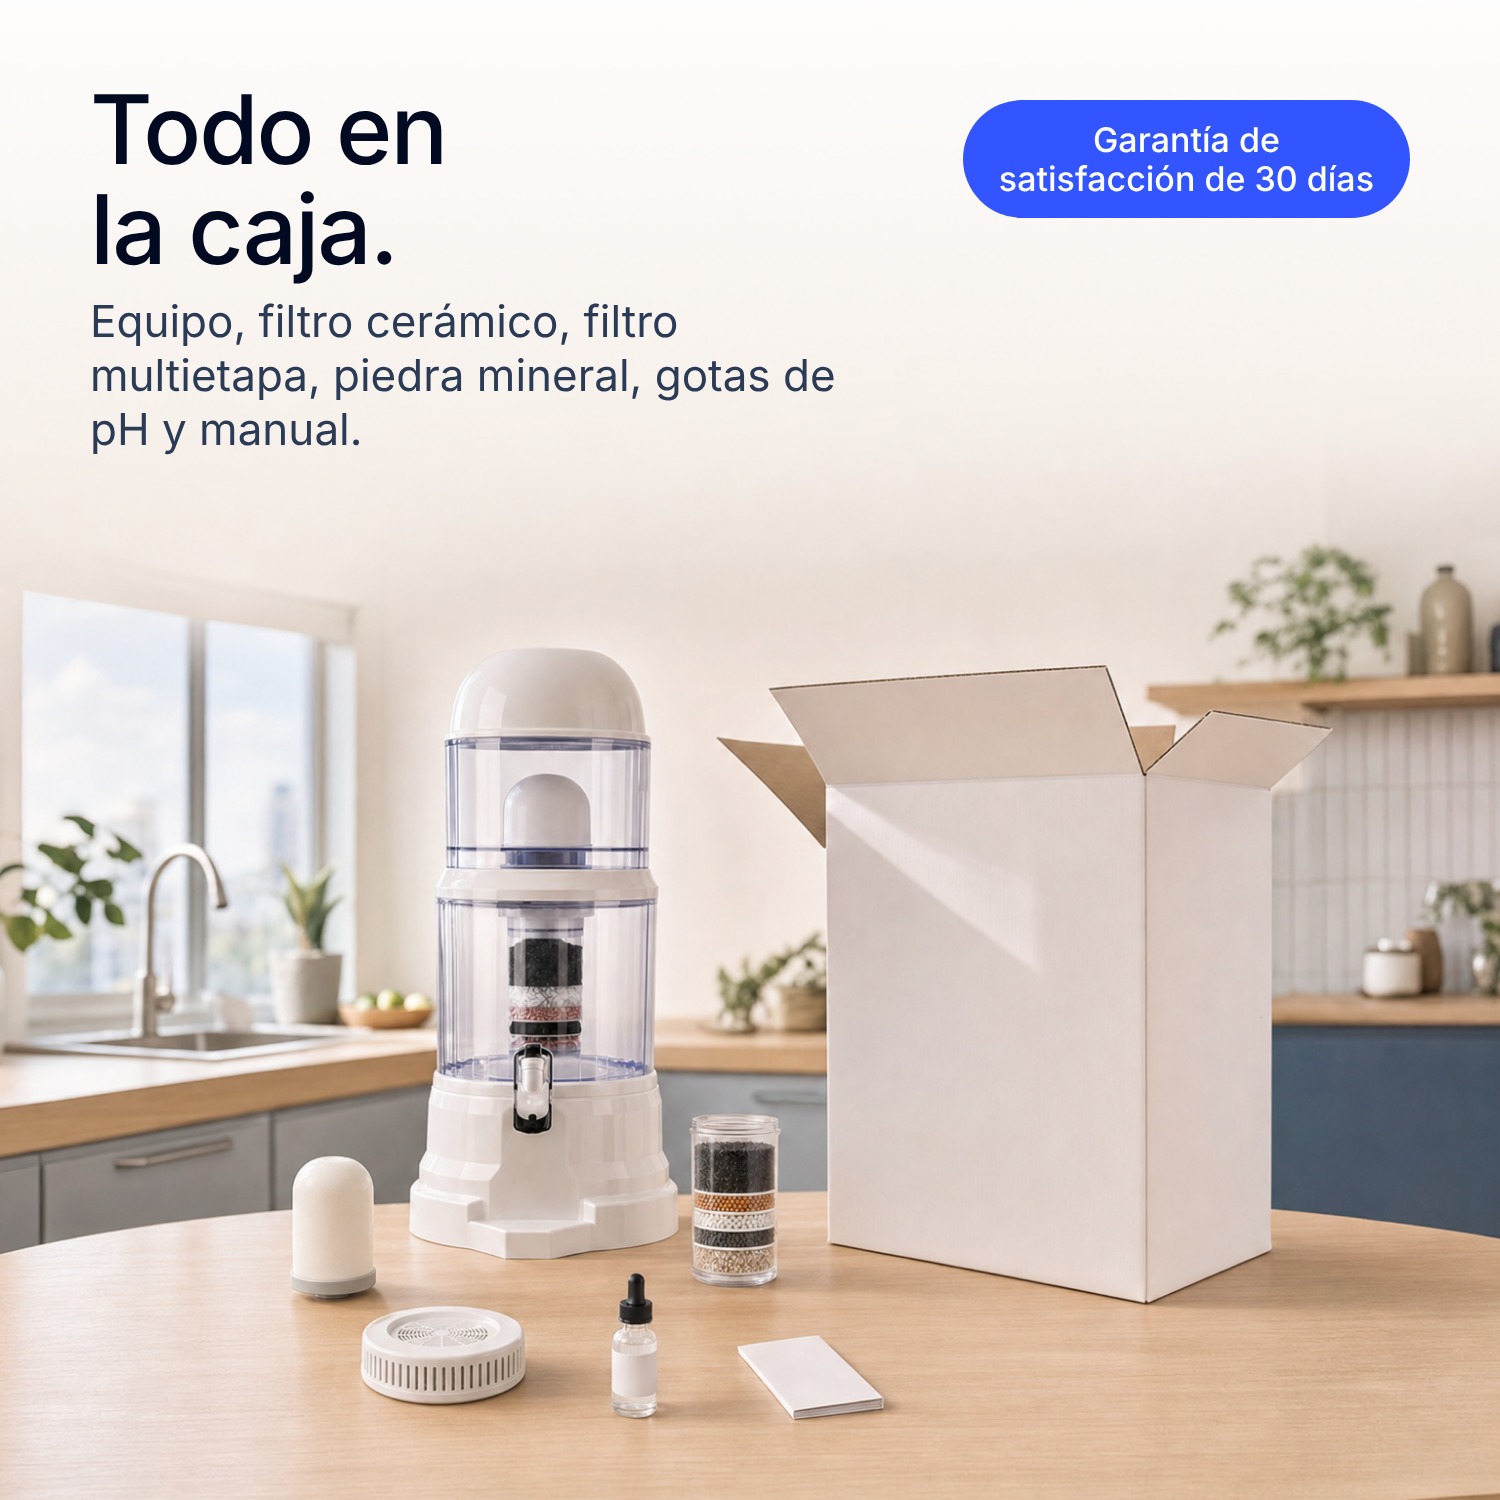 Todo en
la caja.
Garantía de
satisfacción de 30 días
Equipo, filtro cerámico, filtro
multietapa, piedra mineral, gotas de
pH y manual.